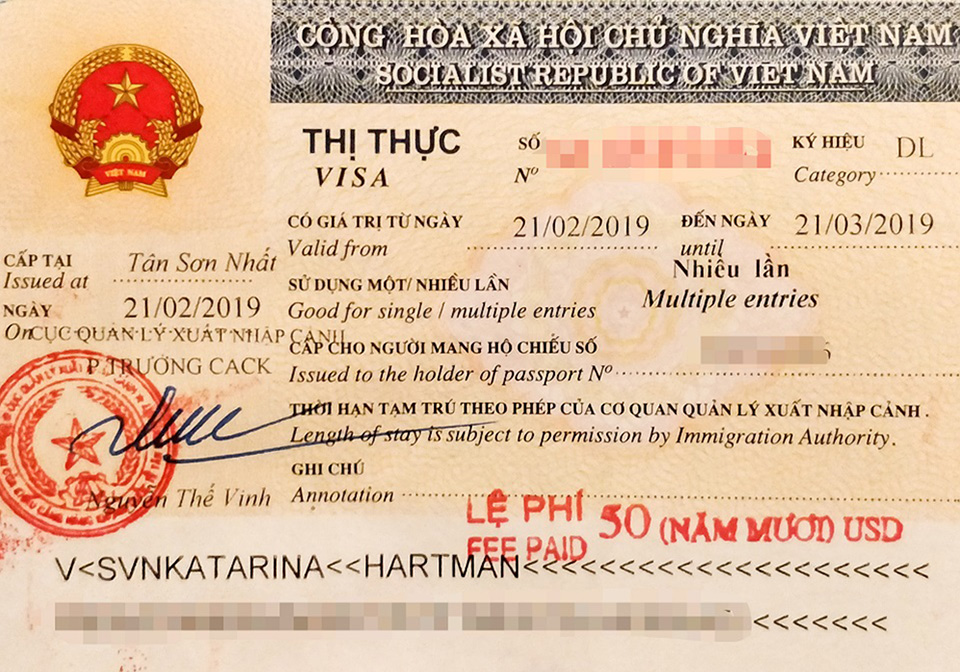 CỘNG HÒA XÃ HỘI CHỦ NGHĨA VIỆT NAM
SOCIALIST REPUBLIC OF VIET NAM
VIỆT NAM
THỊ THỰC
VISA
SỐ
Nº
KÝ HIỆU DL
Category
CÓ GIÁ TRỊ TỪ NGÀY 21/02/2019 ĐẾN NGÀY 21/03/2019
Valid from until
CẤP TẠI Tân Sơn Nhất
Issued at
NGÀY 21/02/2019
On
CỤC QUẢN LÝ XUẤT NHẬP CẢNH
P.TRƯỞNG CACK
Nguyễn Thế Vinh
SỬ DỤNG MỘT/ NHIỀU LẦN Nhiều lần
Good for single / multiple entries Multiple entries
CẤP CHO NGƯỜI MANG HỘ CHIẾU SỐ
Issued to the holder of passport Nº
THỜI HẠN TẠM TRÚ THEO PHÉP CỦA CƠ QUAN QUẢN LÝ XUẤT NHẬP CẢNH .
Length of stay is subject to permission by Immigration Authority.
GHI CHÚ
Annotation
LỆ PHÍ 50 (NĂM MƯƠI) USD
FEE PAID
V<SVNKATARINA<<HARTMAN<<<<<<<<<<<<<<<<<<<<<<
<<<<<<<